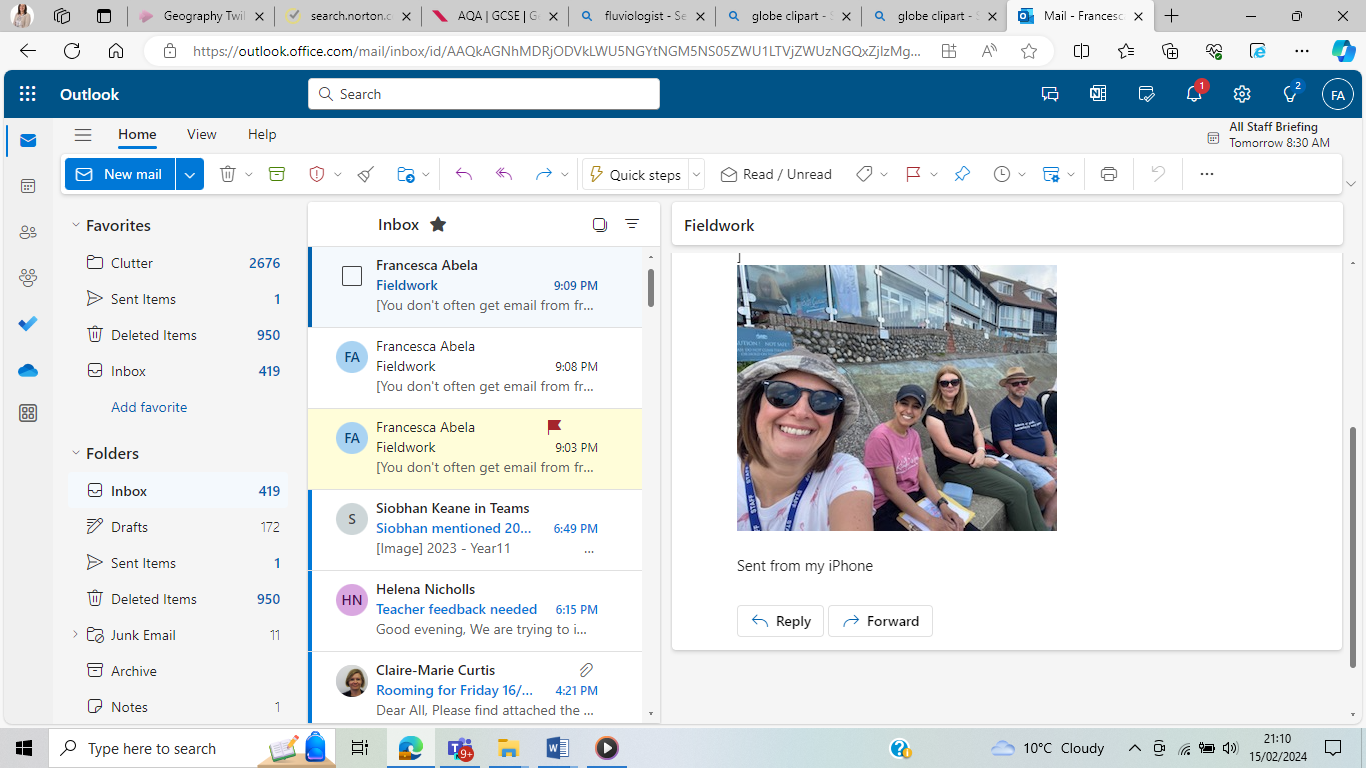 Geography Twil
search.norton.c
AQA | GCSE | Ge
fluviologist - Se
globe clipart - S
globe clipart - S
Mail - Francesc
https://outlook.office.com/mail/inbox/id/AAQkAGNhMDRjODVkLWU5NGYtNGM5NS05ZWU1LTVjZWUzNGQxZjIzMg...
Outlook
Search
1
2
FA
Home
View
Help
All Staff Briefing
Tomorrow 8:30 AM
New mail
Quick steps
Read / Unread
Favorites
Clutter 2676
Sent Items 1
Deleted Items 950
Inbox 419
Add favorite
Folders
Inbox 419
Drafts 172
Sent Items 1
Deleted Items 950
Junk Email 11
Archive
Notes 1
Inbox
Francesca Abela
Fieldwork 9:09 PM
[You don't often get email from fr...
FA
Francesca Abela
Fieldwork 9:08 PM
[You don't often get email from fr...
FA
Francesca Abela
Fieldwork 9:03 PM
[You don't often get email from fr...
S
Siobhan Keane in Teams
Siobhan mentioned 20... 6:49 PM
[Image] 2023 - Year11 ...
HN
Helena Nicholls
Teacher feedback needed 6:15 PM
Good evening, We are trying to i...
Claire-Marie Curtis
Rooming for Friday 16/... 4:21 PM
Dear All, Please find attached the ...
Fieldwork
]
STAFF
Sent from my iPhone
Reply
Forward
Type here to search
9+
10°C Cloudy
21:10
15/02/2024